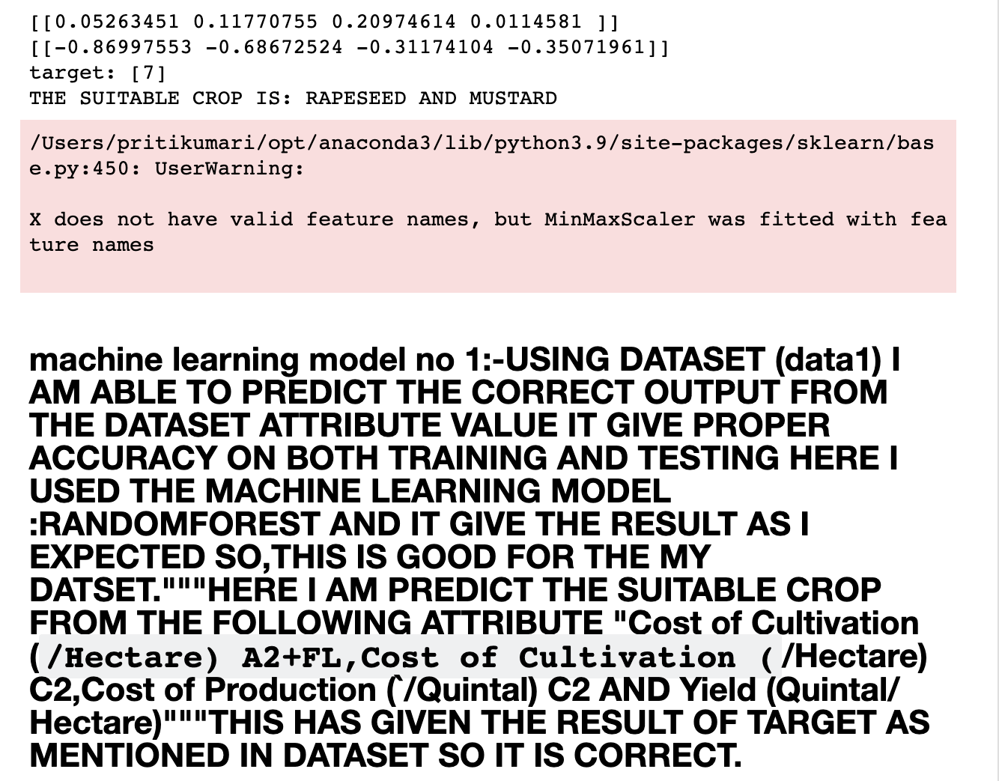 [[0.05263451 0.11770755 0.20974614 0.0114581 ]]
[[-0.86997553 -0.68672524 -0.31174104 -0.35071961]]
target: [7]
THE SUITABLE CROP IS: RAPESEED AND MUSTARD
/Users/pritikumari/opt/anaconda3/lib/python3.9/site-packages/sklearn/bas
e.py:450: UserWarning:
X does not have valid feature names, but MinMaxScaler was fitted with fea
ture names
machine learning model no 1:-USING DATASET (data1) I
AM ABLE TO PREDICT THE CORRECT OUTPUT FROM
THE DATASET ATTRIBUTE VALUE IT GIVE PROPER
ACCURACY ON BOTH TRAINING AND TESTING HERE I
USED THE MACHINE LEARNING MODEL
:RANDOMFOREST AND IT GIVE THE RESULT AS I
EXPECTED SO,THIS IS GOOD FOR THE MY
DATSET."""HERE I AM PREDICT THE SUITABLE CROP
FROM THE FOLLOWING ATTRIBUTE "Cost of Cultivation
(/Hectare) A2+FL,Cost of Cultivation (/Hectare)
C2,Cost of Production (`/Quintal) C2 AND Yield (Quintal/
Hectare)"""THIS HAS GIVEN THE RESULT OF TARGET AS
MENTIONED IN DATASET SO IT IS CORRECT.